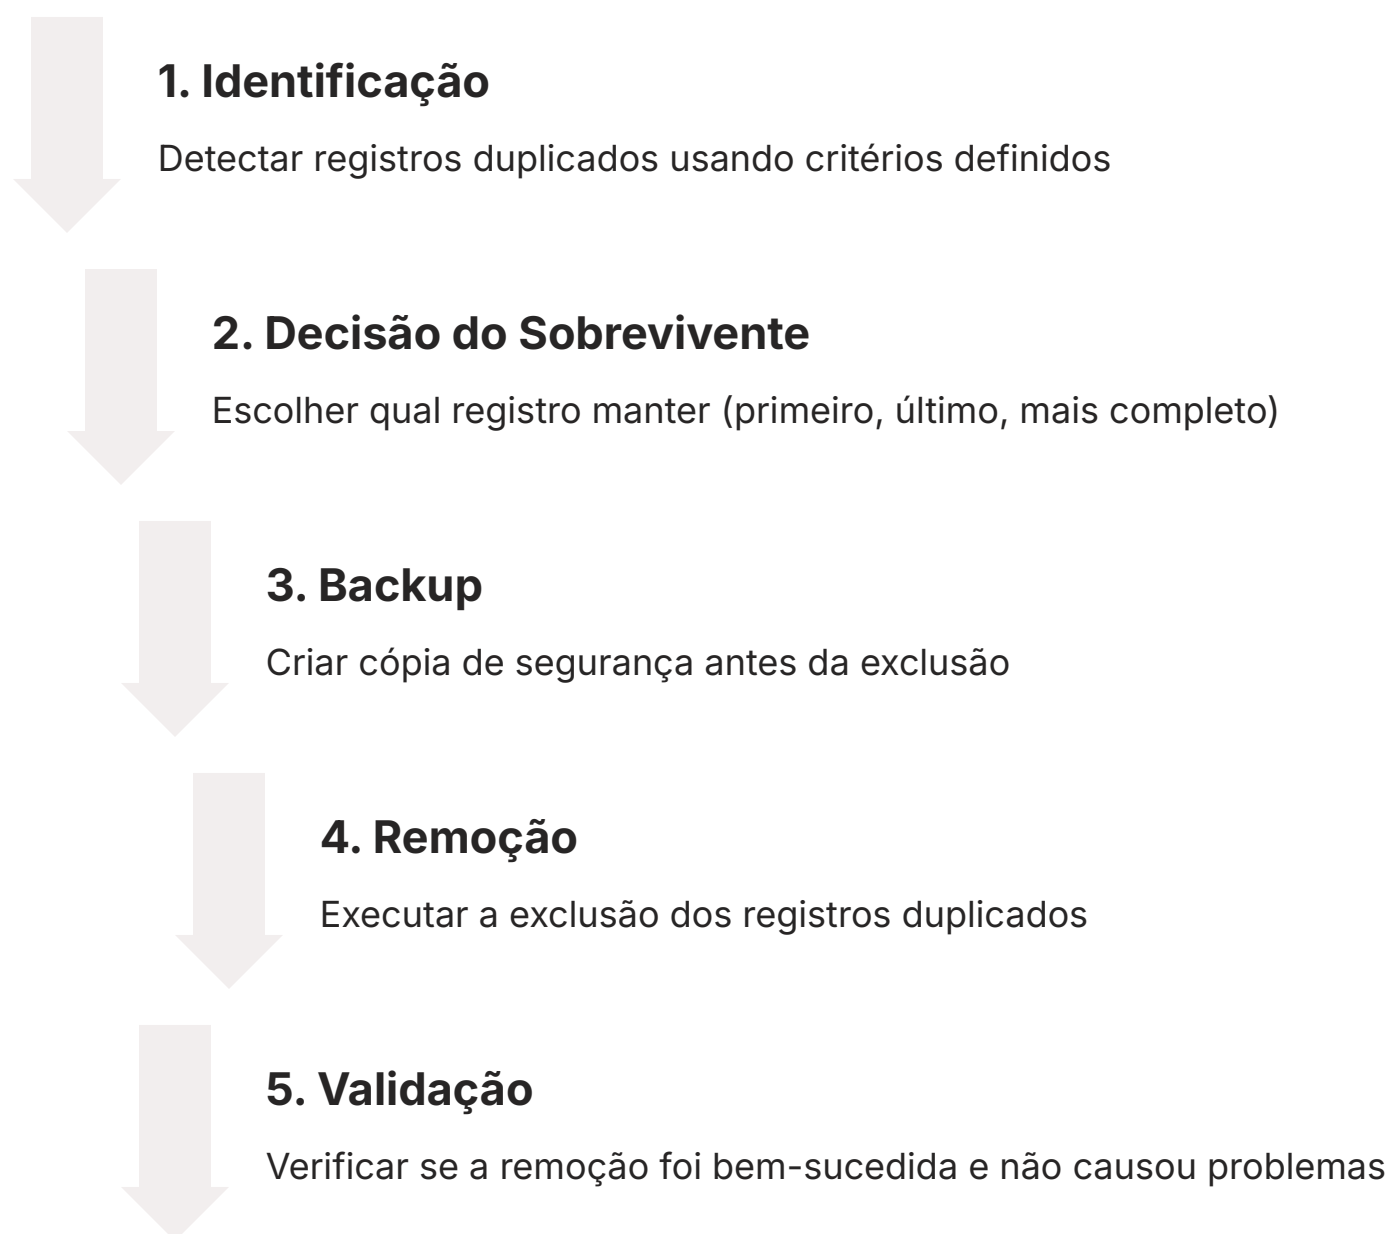 1. Identificação
Detectar registros duplicados usando critérios definidos
2. Decisão do Sobrevivente
Escolher qual registro manter (primeiro, último, mais completo)
3. Backup
Criar cópia de segurança antes da exclusão
4. Remoção
Executar a exclusão dos registros duplicados
5. Validação
Verificar se a remoção foi bem-sucedida e não causou problemas